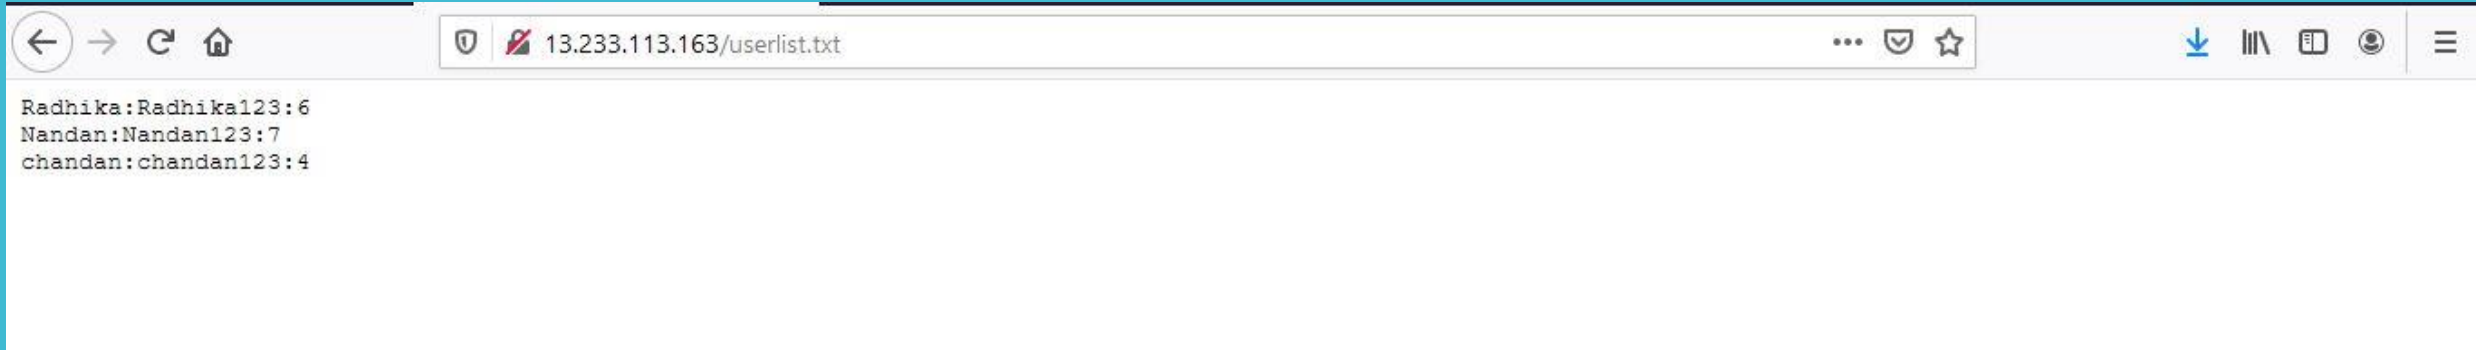 13.233.113.163/userlist.txt
Radhika:Radhika123:6
Nandan:Nandan123:7
chandan:chandan123:4